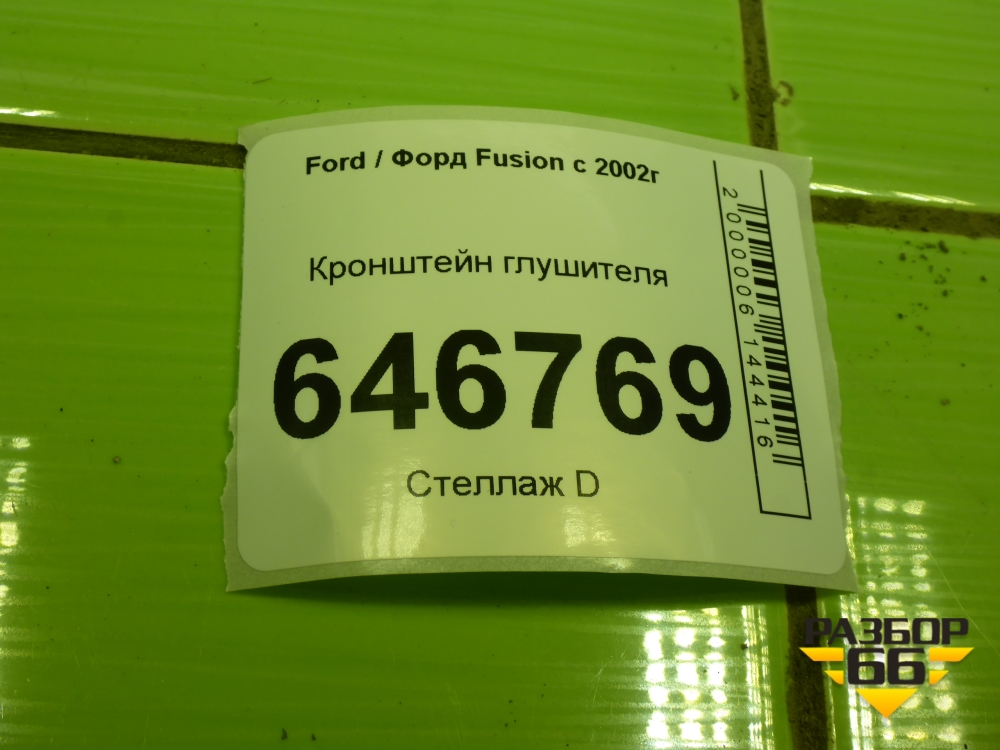 Ford / Форд Fusion с 2002г
Кронштейн глушителя
646769
Стеллаж D
2000006144416
РАЗБОР
66